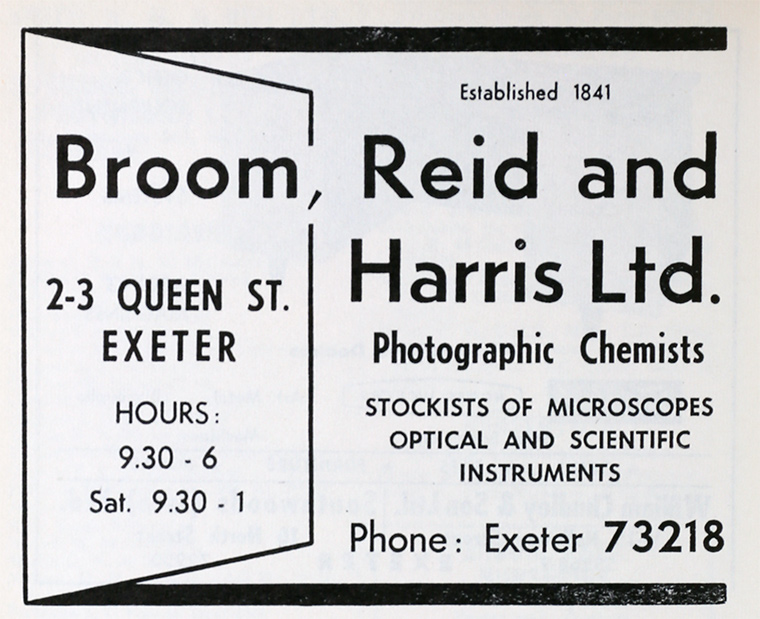 Established 1841
Broom, Reid and
Harris Ltd.
2-3 QUEEN ST.
EXETER
HOURS:
9.30 - 6
Sat. 9.30 - 1
Photographic Chemists
STOCKISTS OF MICROSCOPES
OPTICAL AND SCIENTIFIC
INSTRUMENTS
Phone: Exeter 73218